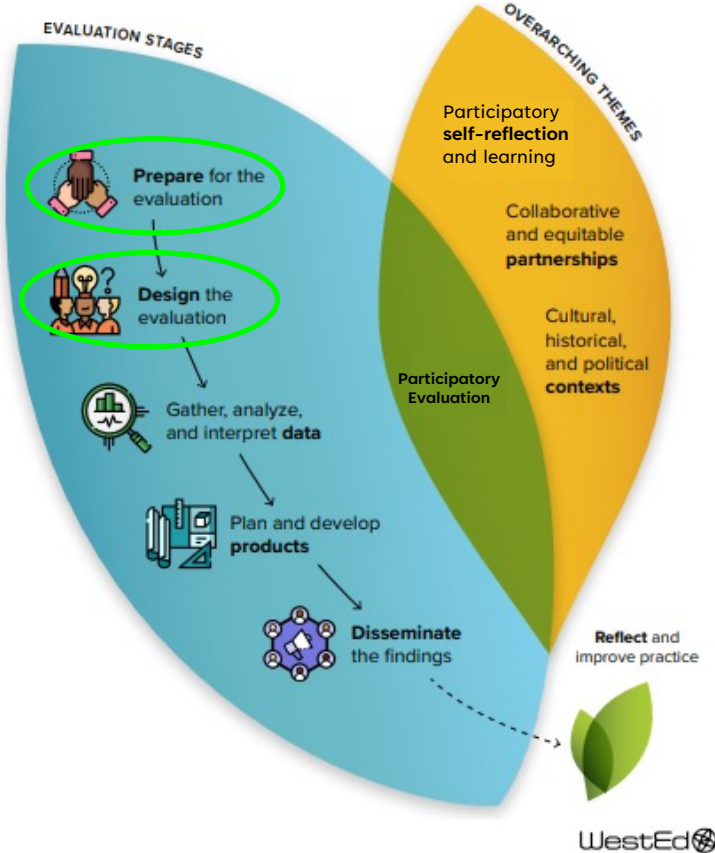 EVALUATION STAGES
Prepare for the
evaluation
Design the
evaluation
Gather, analyze,
and interpret data
Plan and develop
products
Disseminate
the findings
OVERARCHING THEMES
Participatory
self-reflection
and learning
Collaborative
and equitable
partnerships
Cultural,
historical,
and political
contexts
Participatory
Evaluation
Reflect and
improve practice
WestEd